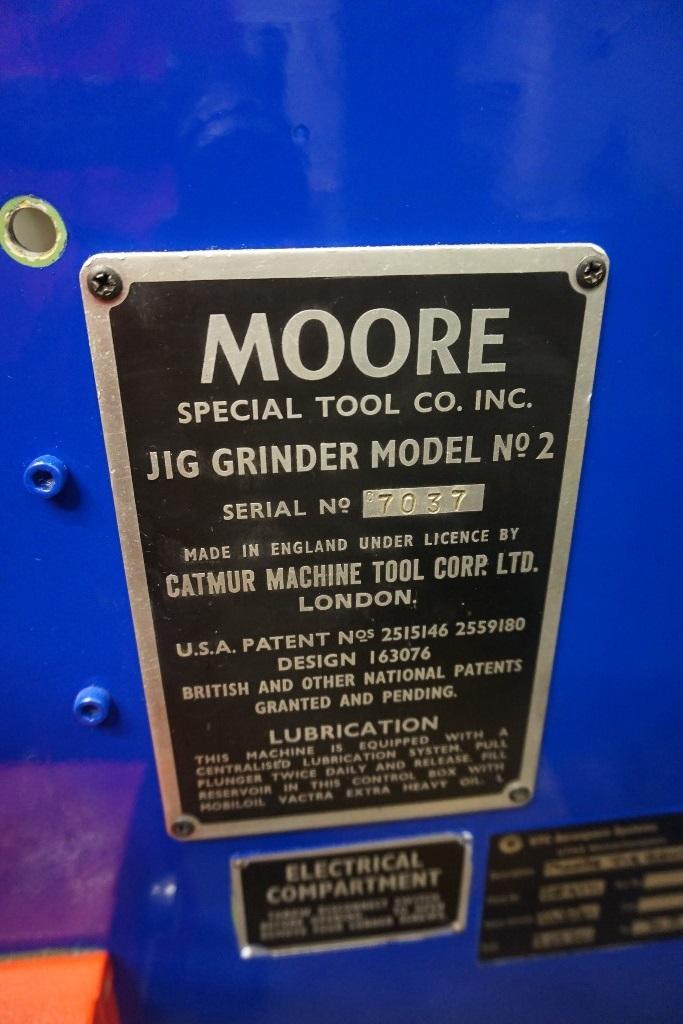 MOORE
SPECIAL TOOL CO. INC.
JIG GRINDER MODEL Nº 2
SERIAL Nº 7037
MADE IN ENGLAND UNDER LICENCE BY
CATMUR MACHINE TOOL CORP. LTD.
LONDON.
U.S.A. PATENT Nos 2515146 2559180
DESIGN 163076
BRITISH AND OTHER NATIONAL PATENTS
GRANTED AND PENDING.
LUBRICATION
THIS MACHINE IS EQUIPPED WITH A
CENTRALISED LUBRICATION SYSTEM. PULL
PLUNGER TWICE DAILY AND RELEASE. FILL
RESERVOIR IN THIS CONTROL BOX WITH
MOBILOIL VACTRA EXTRA HEAVY OIL. L
ELECTRICAL
COMPARTMENT